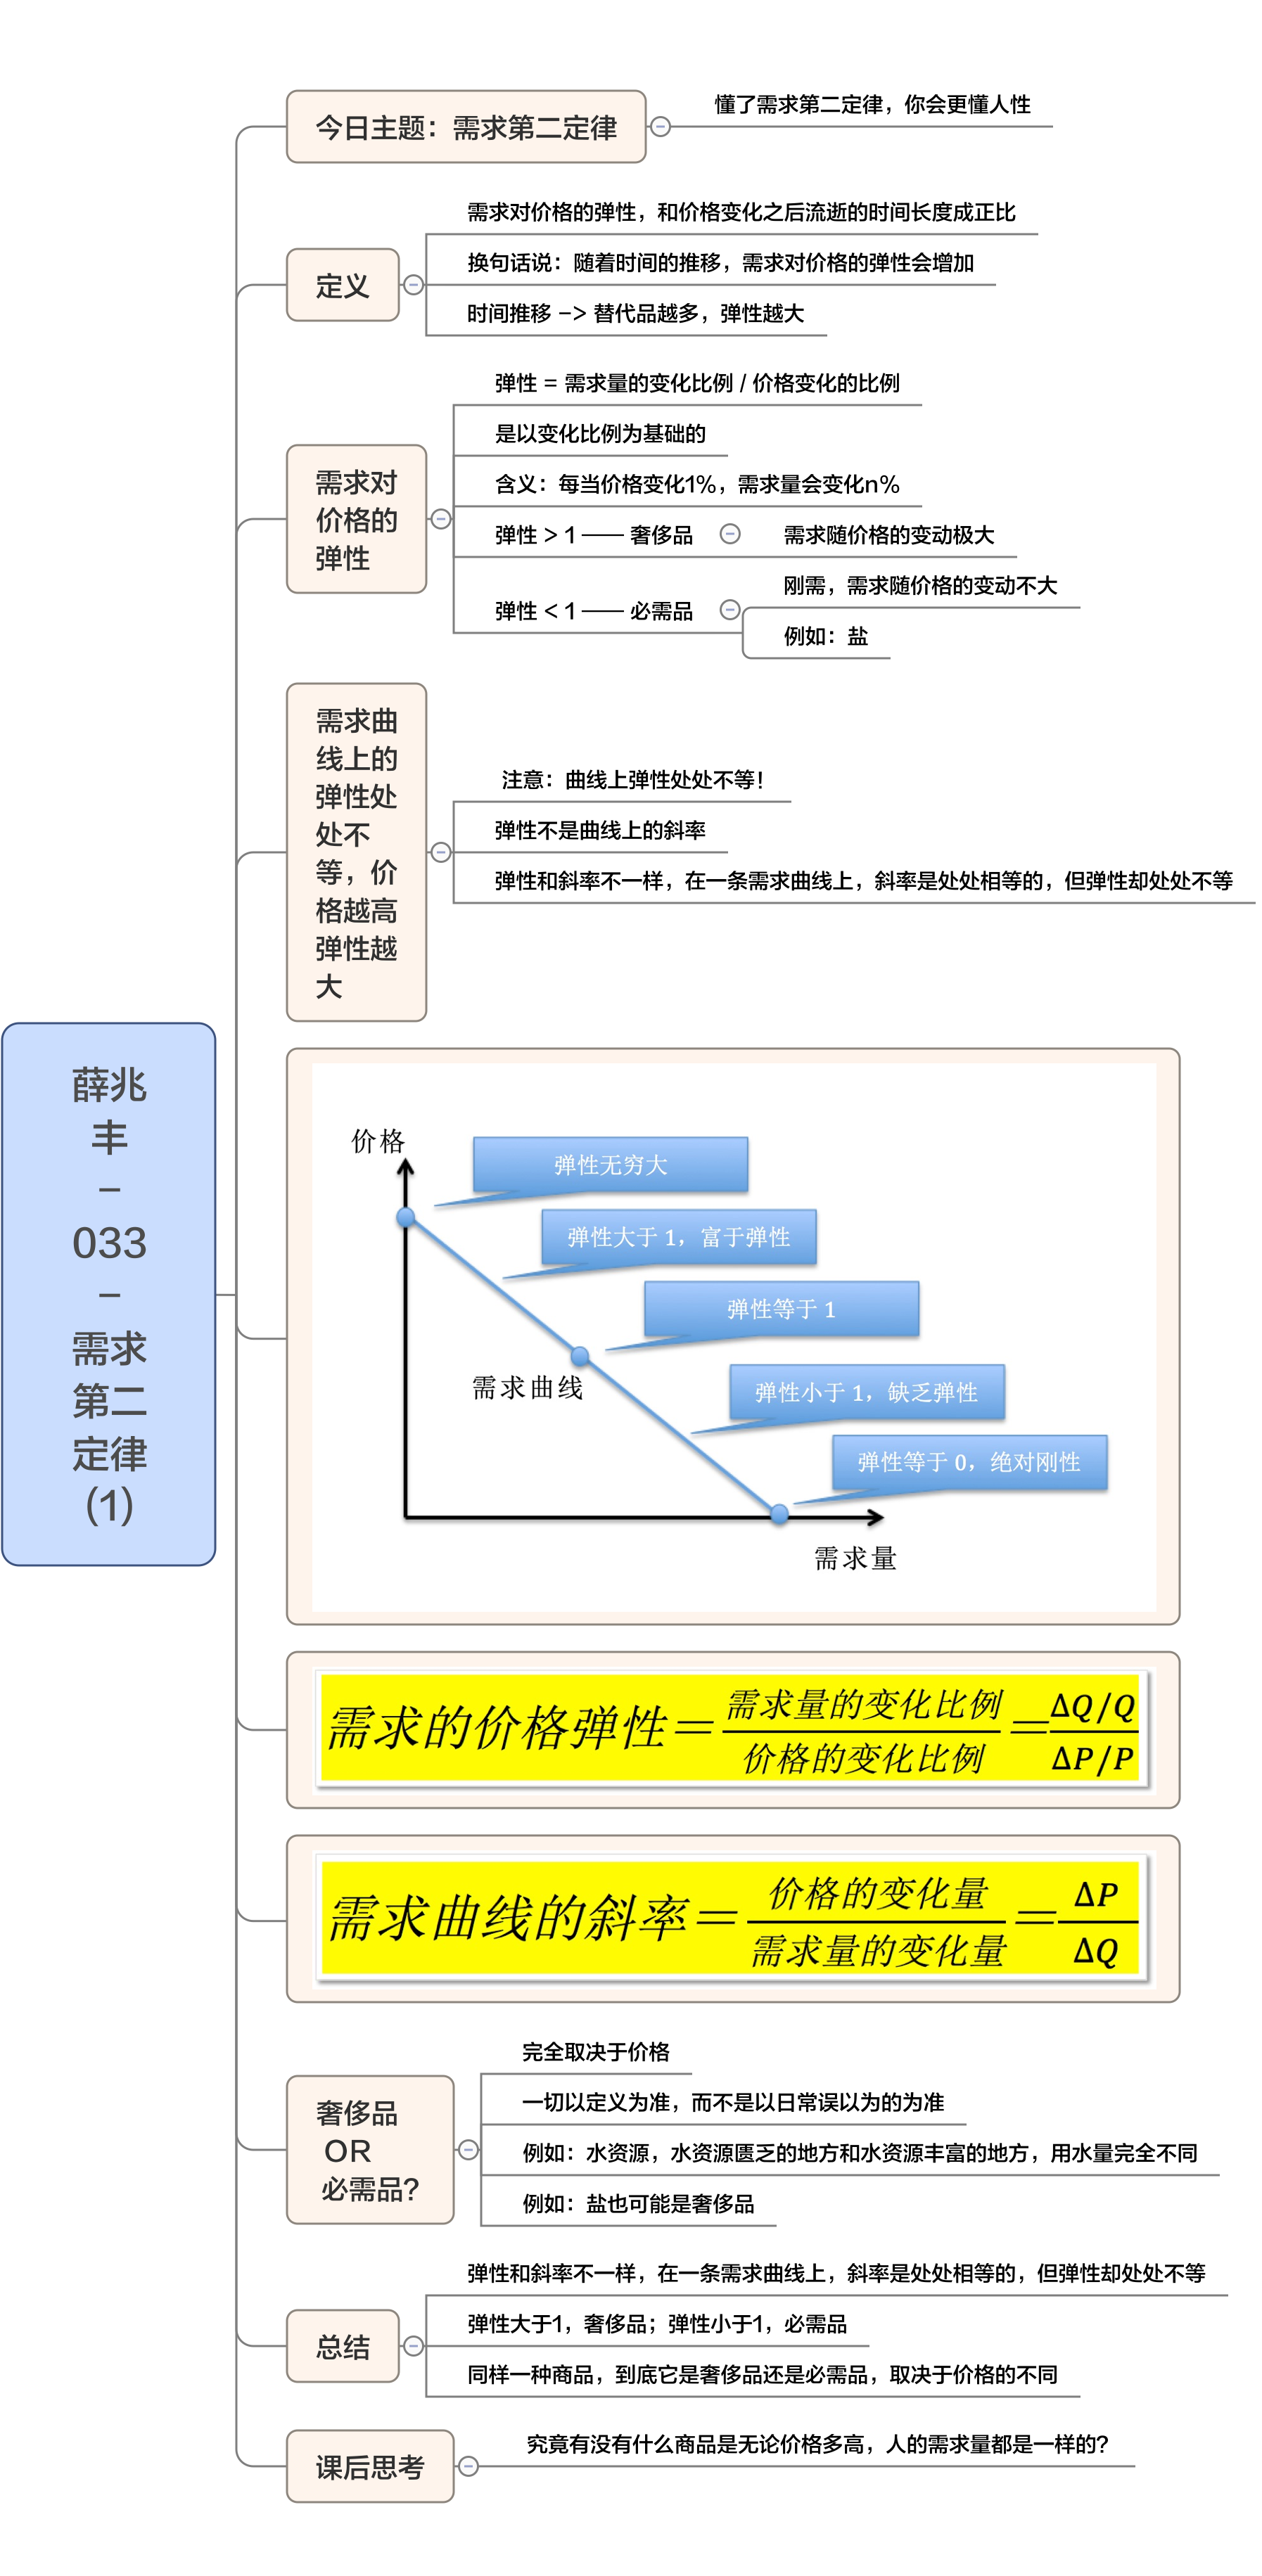 薛兆
丰
–
033
–
需求
第二
定律
(1)
今日主题：需求第二定律
懂了需求第二定律，你会更懂人性
定义
需求对价格的弹性，和价格变化之后流逝的时间长度成正比
换句话说：随着时间的推移，需求对价格的弹性会增加
时间推移 –> 替代品越多，弹性越大
需求对
价格的
弹性
弹性 = 需求量的变化比例 / 价格变化的比例
是以变化比例为基础的
含义：每当价格变化1%，需求量会变化n%
弹性 > 1 —— 奢侈品
需求随价格的变动极大
弹性 < 1 —— 必需品
刚需，需求随价格的变动不大
例如：盐
需求曲
线上的
弹性处
处不
等，价
格越高
弹性越
大
注意：曲线上弹性处处不等！
弹性不是曲线上的斜率
弹性和斜率不一样，在一条需求曲线上，斜率是处处相等的，但弹性却处处不等
价格
弹性无穷大
弹性大于 1，富于弹性
弹性等于 1
需求曲线
弹性小于 1，缺乏弹性
弹性等于 0，绝对刚性
需求量
需求的价格弹性＝需求量的变化比例/价格的变化比例＝ΔQ/Q/ΔP/P
需求曲线的斜率＝价格的变化量/需求量的变化量＝ΔP/ΔQ
奢侈品
OR
必需品？
完全取决于价格
一切以定义为准，而不是以日常误以为的为准
例如：水资源，水资源匮乏的地方和水资源丰富的地方，用水量完全不同
例如：盐也可能是奢侈品
总结
弹性和斜率不一样，在一条需求曲线上，斜率是处处相等的，但弹性却处处不等
弹性大于1，奢侈品；弹性小于1，必需品
同样一种商品，到底它是奢侈品还是必需品，取决于价格的不同
课后思考
究竟有没有什么商品是无论价格多高，人的需求量都是一样的？